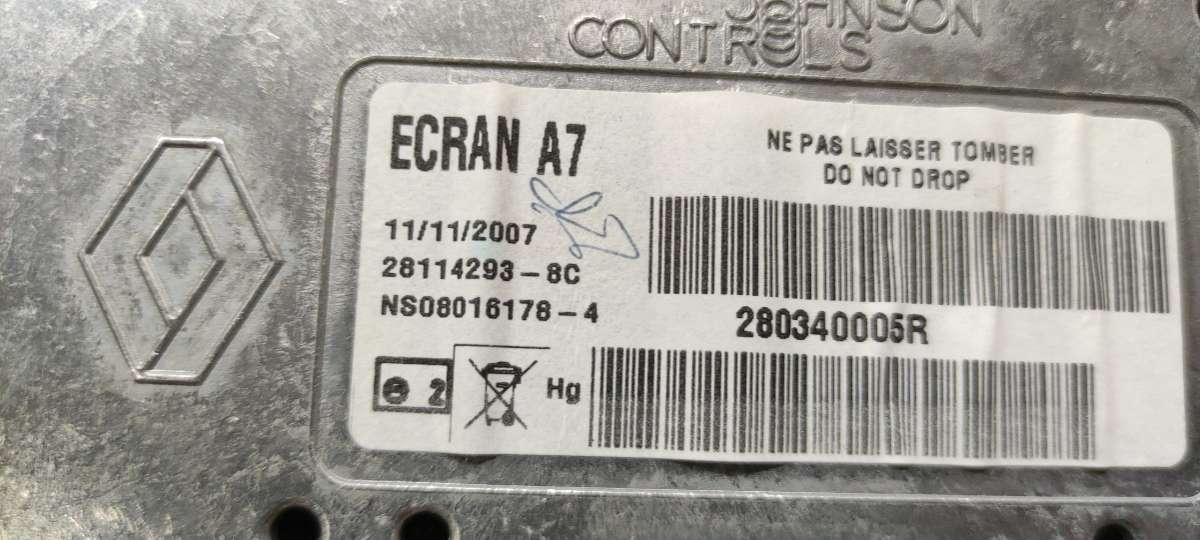 JOHNSON
CONTROLS
ECRAN A7
NE PAS LAISSER TOMBER
DO NOT DROP
11/11/2007
28114293-8C
NS08016178-4
280340005R
2
Hg